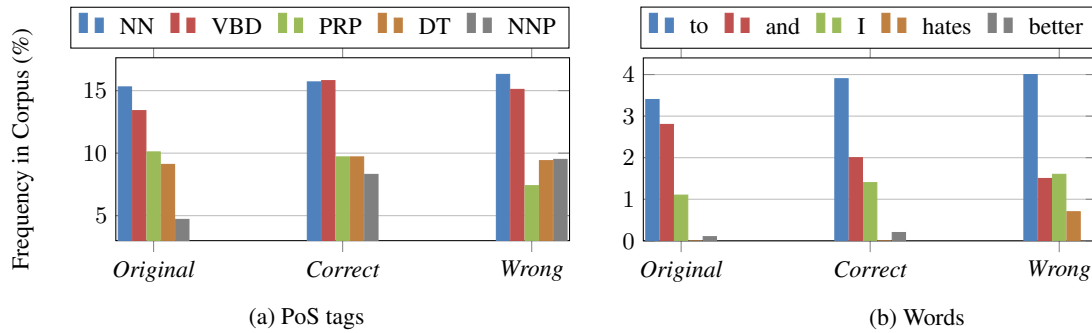 NN VBD PRP DT NNP
Frequency in Corpus (%)
15
10
5
Original Correct Wrong
(a) PoS tags
to and I hates better
4
3
2
1
0
Original Correct Wrong
(b) Words